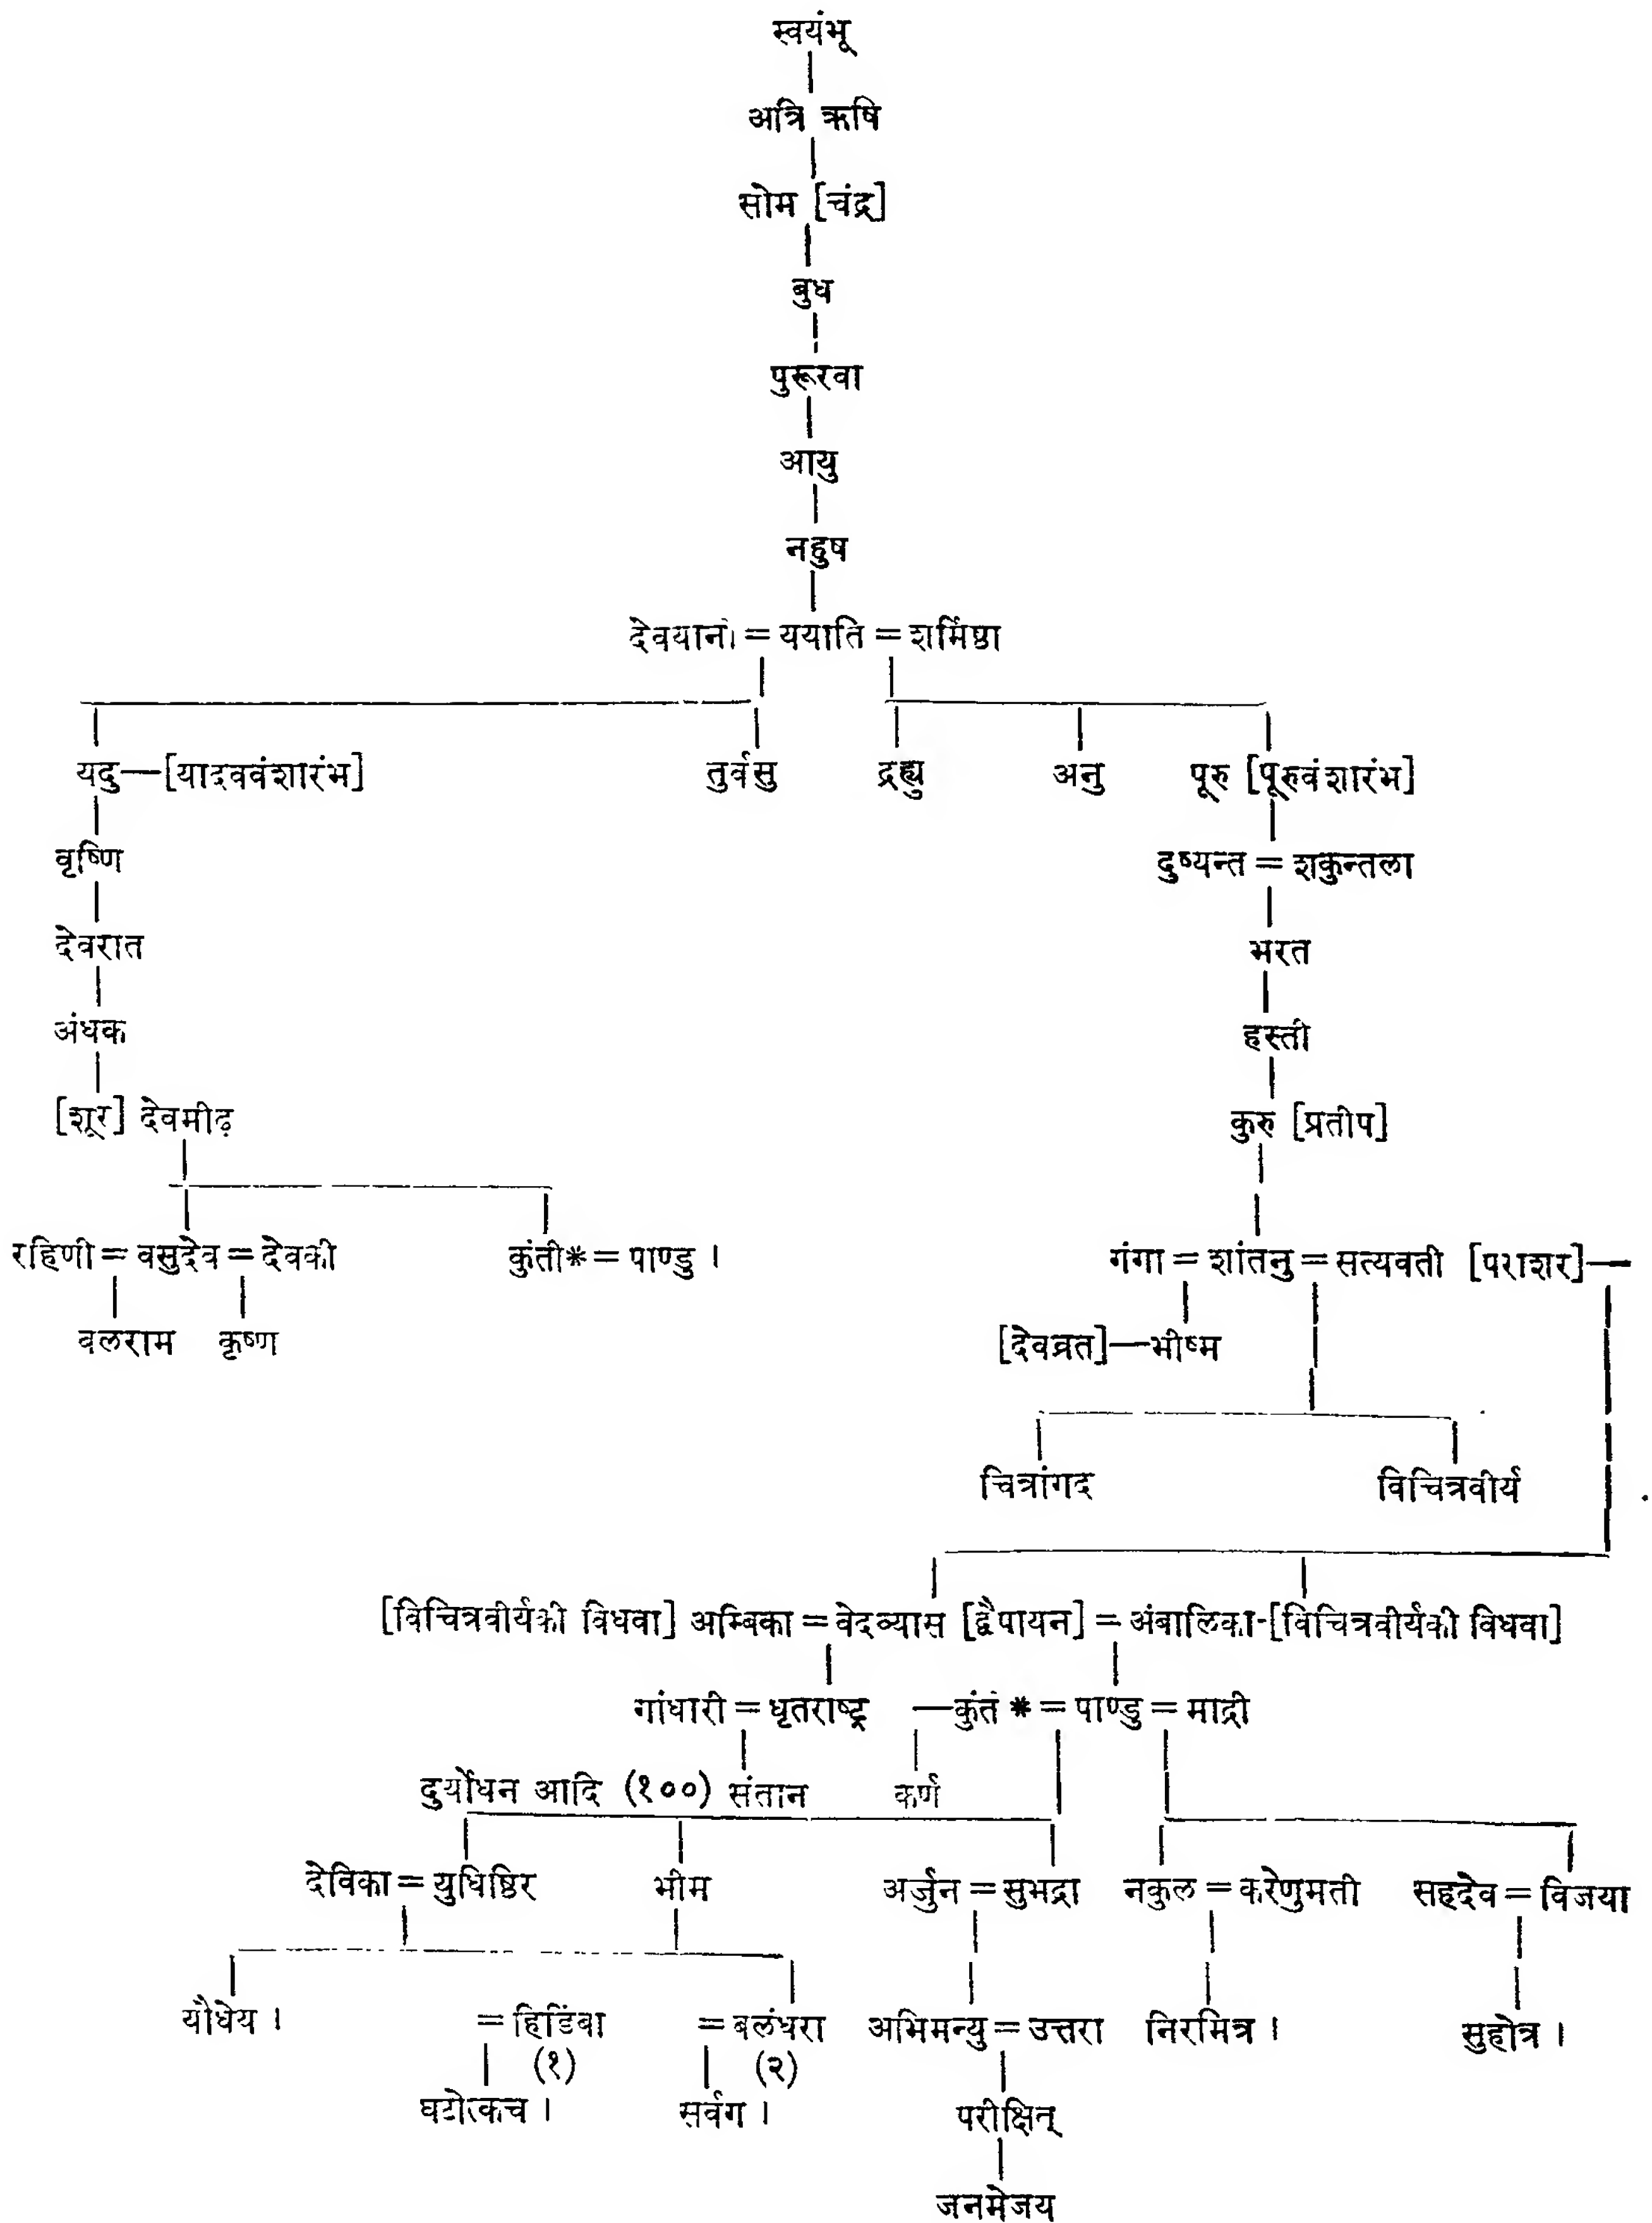 स्वयंभू
अत्रि ऋषि
सोम [चंद्र]
बुध
पुरूरवा
आयु
नहुष
देवयानी = ययाति = शर्मिष्ठा
यदु—[यादववंशारंभ] तुर्वसु द्रह्यु अनु पूरु [पूरुवंशारंभ]
वृष्णि दुष्यन्त = शकुन्तला
देवरात भरत
अंधक हस्ती
[शूर] देवमीढ़ कुरु [प्रतीप]
रहिणी = वसुदेव = देवकी कुंती* = पाण्डु । गंगा = शांतनु = सत्यवती [पराशर]—
बलराम कृष्ण [देवव्रत]—भीष्म
चित्रांगद विचित्रवीर्य
[विचित्रवीर्यकी विधवा] अम्बिका = वेदव्यास [द्वैपायन] = अंबालिका-[विचित्रवीर्यकी विधवा]
गांधारी = धृतराष्ट्र —कुंती * = पाण्डु = माद्री
दुर्योधन आदि (१००) संतान कर्ण
देविका = युधिष्ठिर भीम अर्जुन = सुभद्रा नकुल = करेणुमती सहदेव = विजया
यौधेय । = हिडिंबा = बलंधरा अभिमन्यु = उत्तरा निरमित्र । सुहोत्र ।
(१) (२)
घटोत्कच । सर्वग । परीक्षित्
जनमेजय